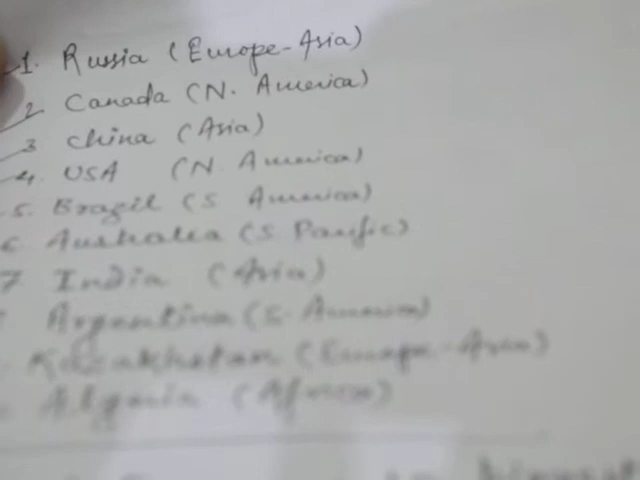 1. Russia (Europe-Asia)
2 Canada (N. America)
3 China (Asia)
4. USA (N America)
5. Brazil (S America)
6 Australia (S. Pacific)
7 India (Asia)
Argentina (S. America)
Kazakhstan (Europe-Asia)
Algeria (Africa)